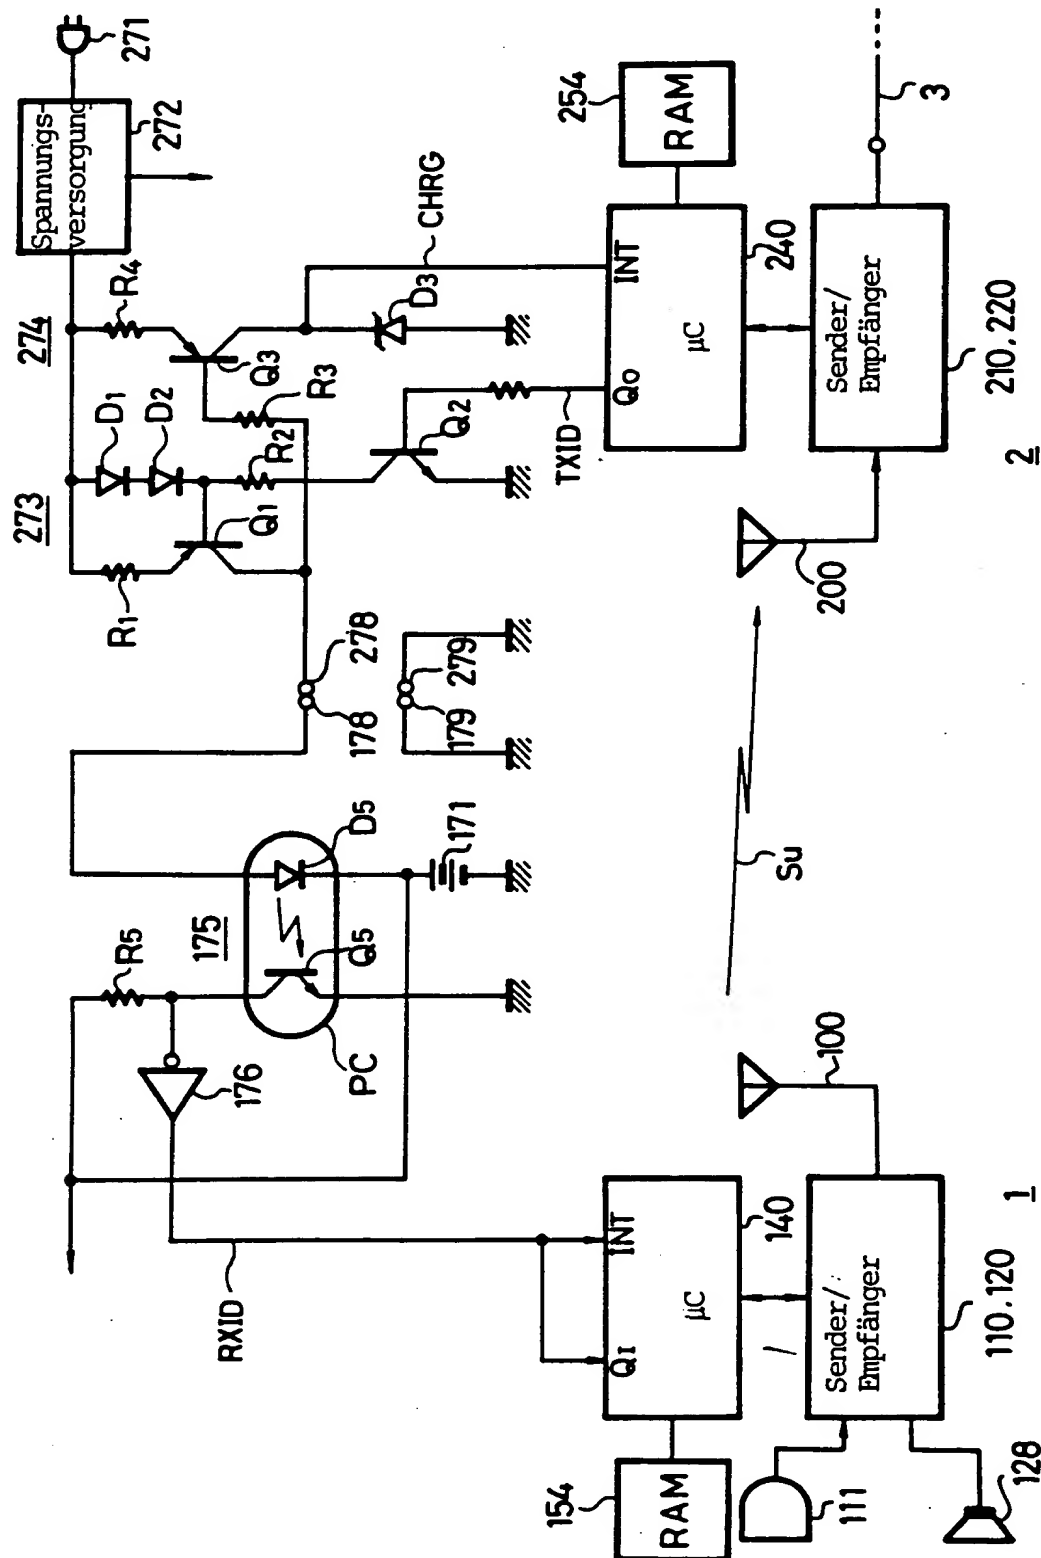 271
Spannungs-
versorgung
272
274
R4
273
D1
D2
Q3
R3
CHRG
D3
R1
Q1
R2
Q2
TXID
QO
INT
µC
240
254
RAM
Sender/
Empfänger
210,220
3
2
200
278
178
279
179
Su
R5
175
D5
171
Q5
PC
176
RXID
100
INT
QI
µC
140
154
RAM
Sender/
Empfänger
110,120
1
111
128